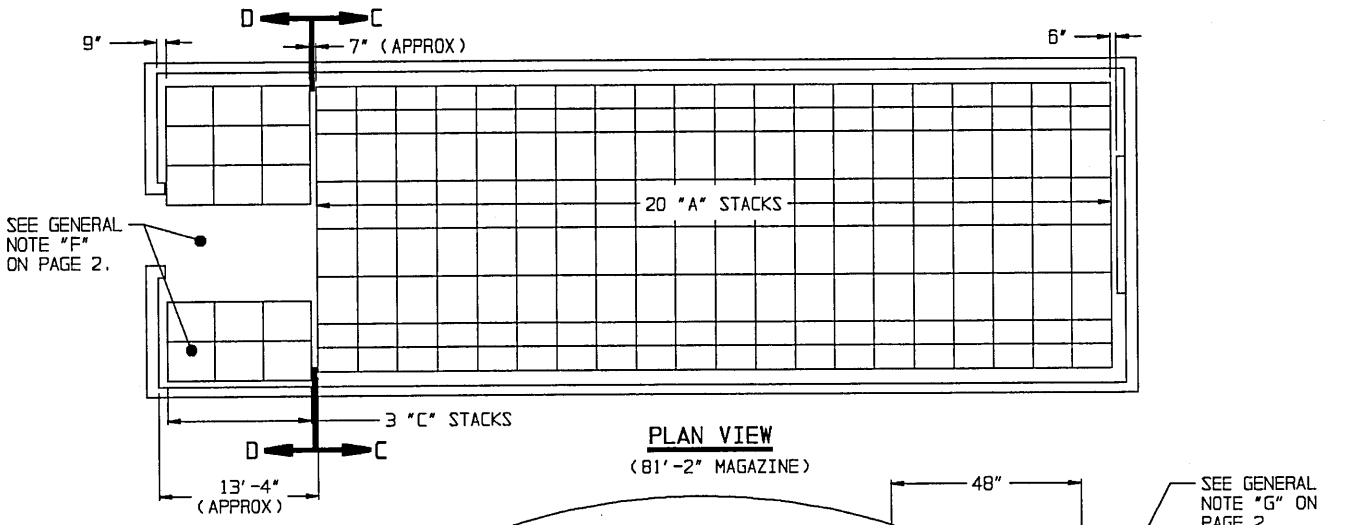 D C
9"
7" (APPROX)
6"
SEE GENERAL
NOTE "F"
ON PAGE 2.
20 "A" STACKS
3 "C" STACKS
D C
PLAN VIEW
(81'-2" MAGAZINE)
13'-4"
(APPROX)
48"
SEE GENERAL
NOTE "G" ON
PAGE 2